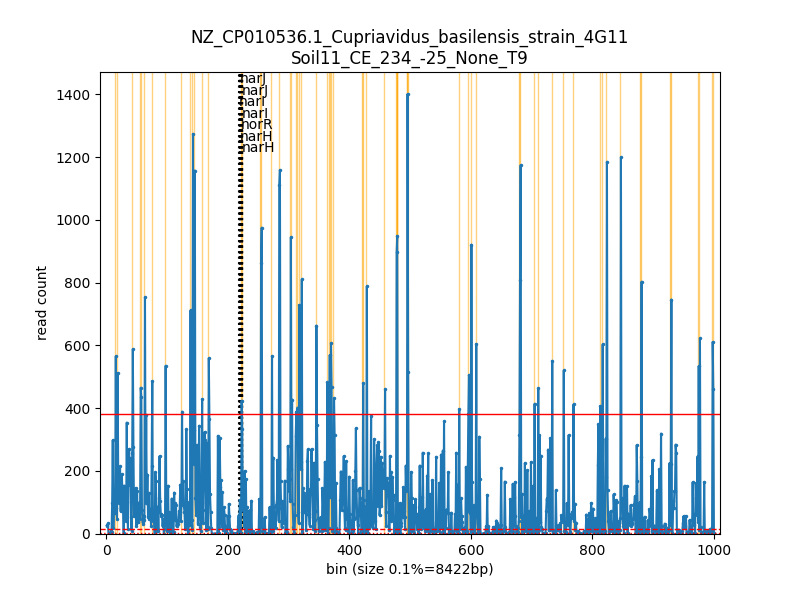 NZ_CP010536.1_Cupriavidus_basilensis_strain_4G11
Soil11_CE_234_-25_None_T9
narJ
narJ
narI
narI
norR
narH
narH
1400
1200
1000
800
600
400
200
0
read count
0 200 400 600 800 1000
bin (size 0.1%=8422bp)